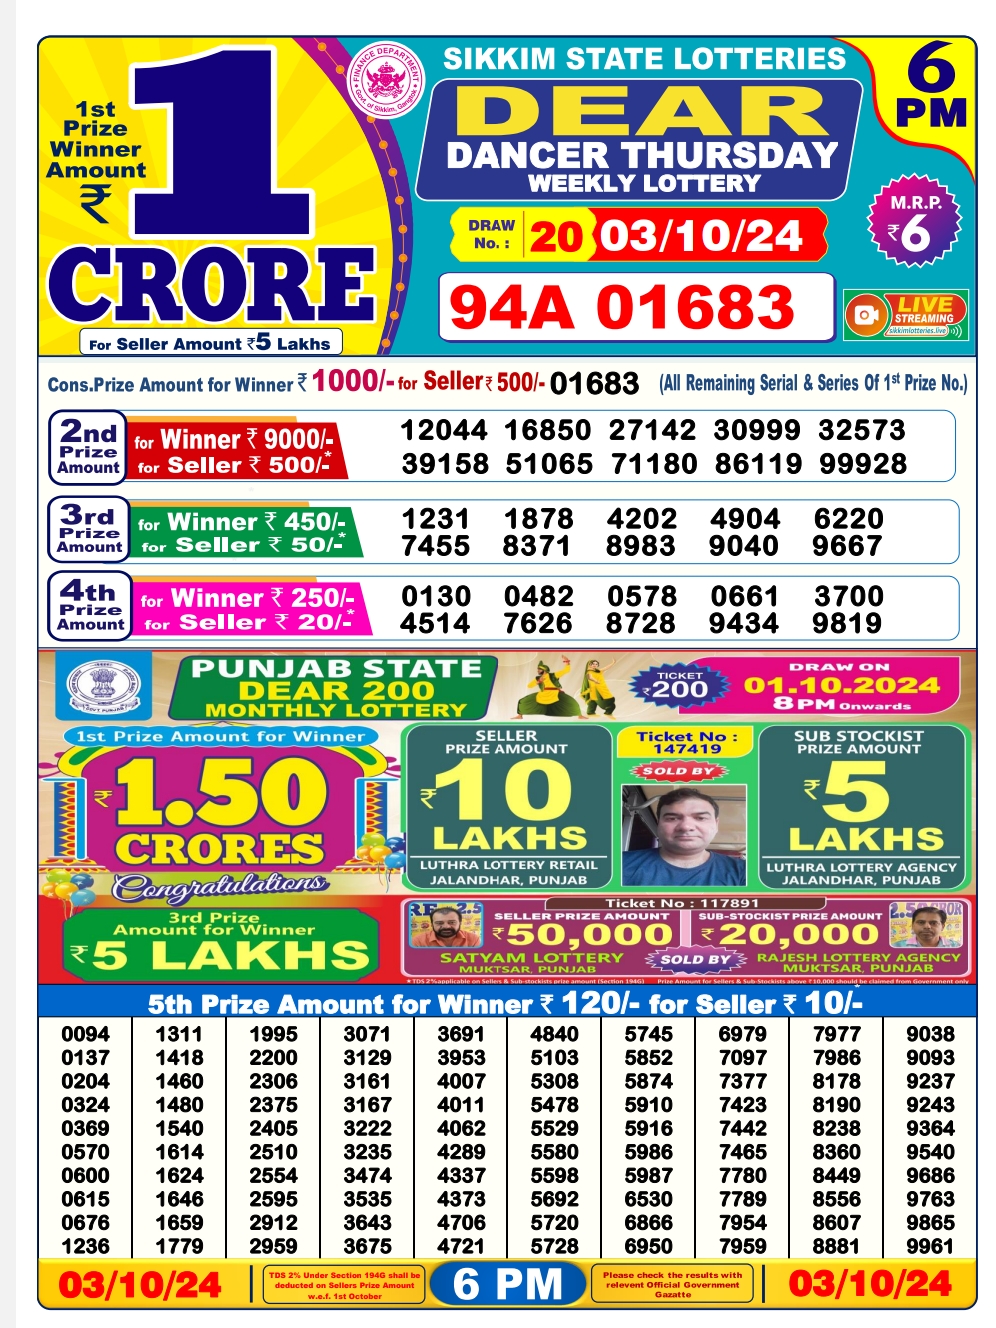 1st
Prize
Winner
Amount
₹
1
CRORE
For Seller Amount ₹5 Lakhs
FINANCE DEPARTMENT
Govt. of Sikkim, Gangtok
SIKKIM STATE LOTTERIES
DEAR
DANCER THURSDAY
WEEKLY LOTTERY
6
PM
DRAW
No. :
20
03/10/24
M.R.P.
₹6
94A 01683
LIVE
STREAMING
sikkimlotteries.live
Cons.Prize Amount for Winner ₹ 1000/- for Seller ₹ 500/- 01683 (All Remaining Serial & Series Of 1st Prize No.)
2nd
Prize
Amount
for Winner ₹ 9000/-
for Seller ₹ 500/-*
12044 16850 27142 30999 32573
39158 51065 71180 86119 99928
3rd
Prize
Amount
for Winner ₹ 450/-
for Seller ₹ 50/-*
1231 1878 4202 4904 6220
7455 8371 8983 9040 9667
4th
Prize
Amount
for Winner ₹ 250/-
for Seller ₹ 20/-*
0130 0482 0578 0661 3700
4514 7626 8728 9434 9819
PUNJAB STATE
DEAR 200
MONTHLY LOTTERY
TICKET
₹200
DRAW ON
01.10.2024
8PM Onwards
1st Prize Amount for Winner
₹1.50
CRORES
Congratulations
SELLER
PRIZE AMOUNT
₹10
LAKHS
LUTHRA LOTTERY RETAIL
JALANDHAR, PUNJAB
Ticket No :
147419
SOLD BY
SUB STOCKIST
PRIZE AMOUNT
₹5
LAKHS
LUTHRA LOTTERY AGENCY
JALANDHAR, PUNJAB
3rd Prize
Amount for Winner
₹5 LAKHS
Ticket No : 117891
SELLER PRIZE AMOUNT
₹50,000
SATYAM LOTTERY
MUKTSAR, PUNJAB
SOLD BY
SUB-STOCKIST PRIZE AMOUNT
₹20,000
RAJESH LOTTERY AGENCY
MUKTSAR, PUNJAB
* TDS 2%applicable on Sellers & Sub-stockists prize amount (Section 194G) Prize Amount for Sellers & Sub-Stockists above ₹10,000 should be claimed from Government only
5th Prize Amount for Winner ₹ 120/- for Seller ₹ 10/-*
0094 1311 1995 3071 3691 4840 5745 6979 7977 9038
0137 1418 2200 3129 3953 5103 5852 7097 7986 9093
0204 1460 2306 3161 4007 5308 5874 7377 8178 9237
0324 1480 2375 3167 4011 5478 5910 7423 8190 9243
0369 1540 2405 3222 4062 5529 5916 7442 8238 9364
0570 1614 2510 3235 4289 5580 5986 7465 8360 9540
0600 1624 2554 3474 4337 5598 5987 7780 8449 9686
0615 1646 2595 3535 4373 5692 6530 7789 8556 9763
0676 1659 2912 3643 4706 5720 6866 7954 8607 9865
1236 1779 2959 3675 4721 5728 6950 7959 8881 9961
03/10/24
TDS 2% Under Section 194G shall be
deducted on Sellers Prize Amount
w.e.f. 1st October
6 PM
Please check the results with
relevent Official Government
Gazatte
03/10/24